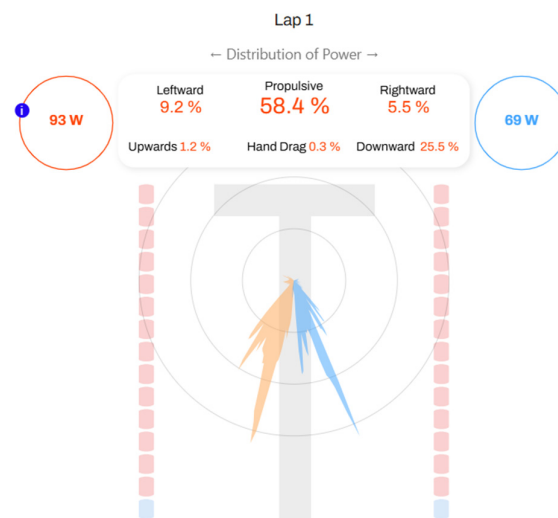 Lap 1
← Distribution of Power →
Leftward
9.2 %
Propulsive
58.4 %
Rightward
5.5 %
i
93 W
69 W
Upwards 1.2 %
Hand Drag 0.3 %
Downward 25.5 %